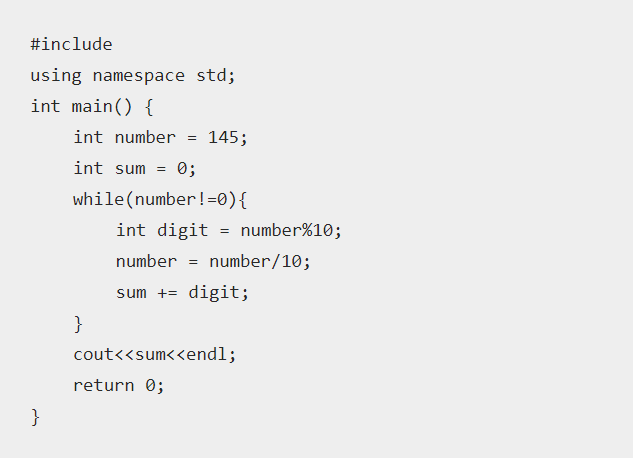 #include
using namespace std;
int main() {
    int number = 145;
    int sum = 0;
    while(number!=0){
        int digit = number%10;
        number = number/10;
        sum += digit;
    }
    cout<<sum<<endl;
    return 0;
}